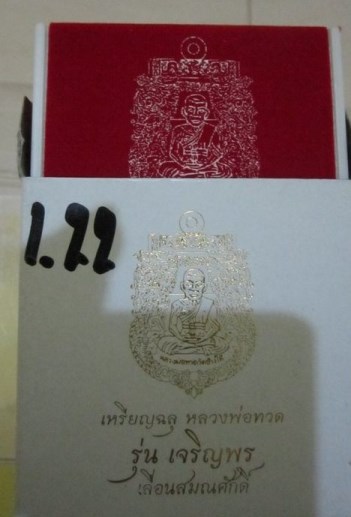 1.22
เหรียญฉลุ หลวงพ่อทวด
รุ่น เจริญพร
เลื่อนสมณศักดิ์